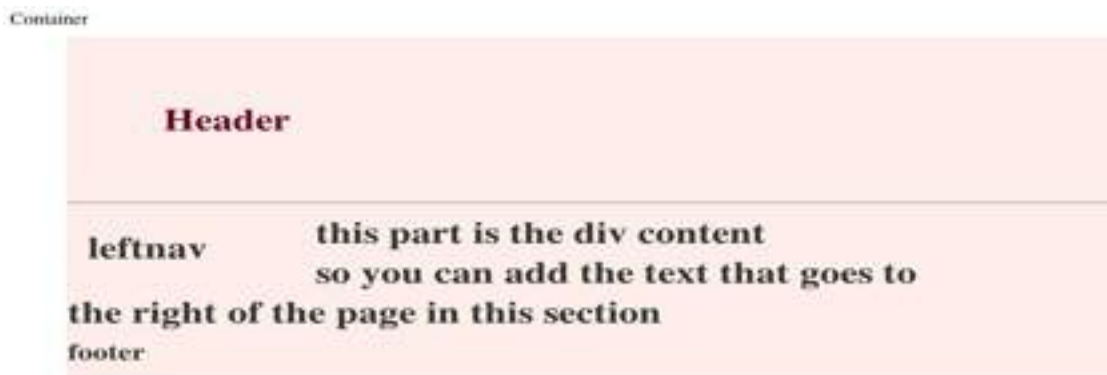 Container
Header
leftnav
this part is the div content
so you can add the text that goes to
the right of the page in this section
footer